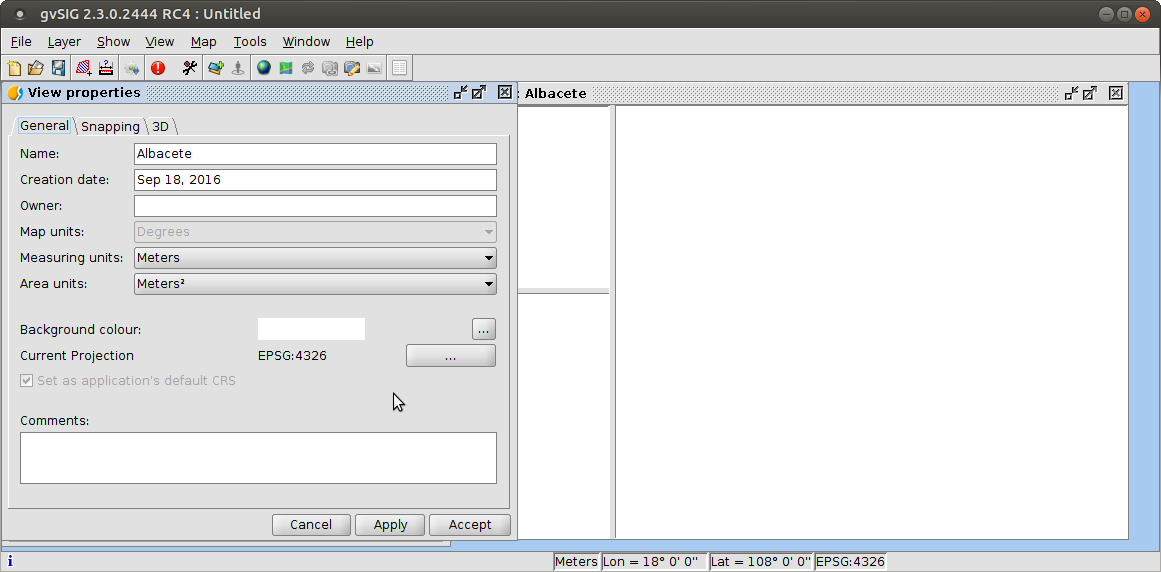 gvSIG 2.3.0.2444 RC4 : Untitled
File Layer Show View Map Tools Window Help
View properties
: Albacete
General Snapping 3D
Name: Albacete
Creation date: Sep 18, 2016
Owner:
Map units: Degrees
Measuring units: Meters
Area units: Meters²
Background colour: ...
Current Projection EPSG:4326 ...
Set as application's default CRS
Comments:
Cancel Apply Accept
i Meters Lon = 18° 0' 0" Lat = 108° 0' 0" EPSG:4326